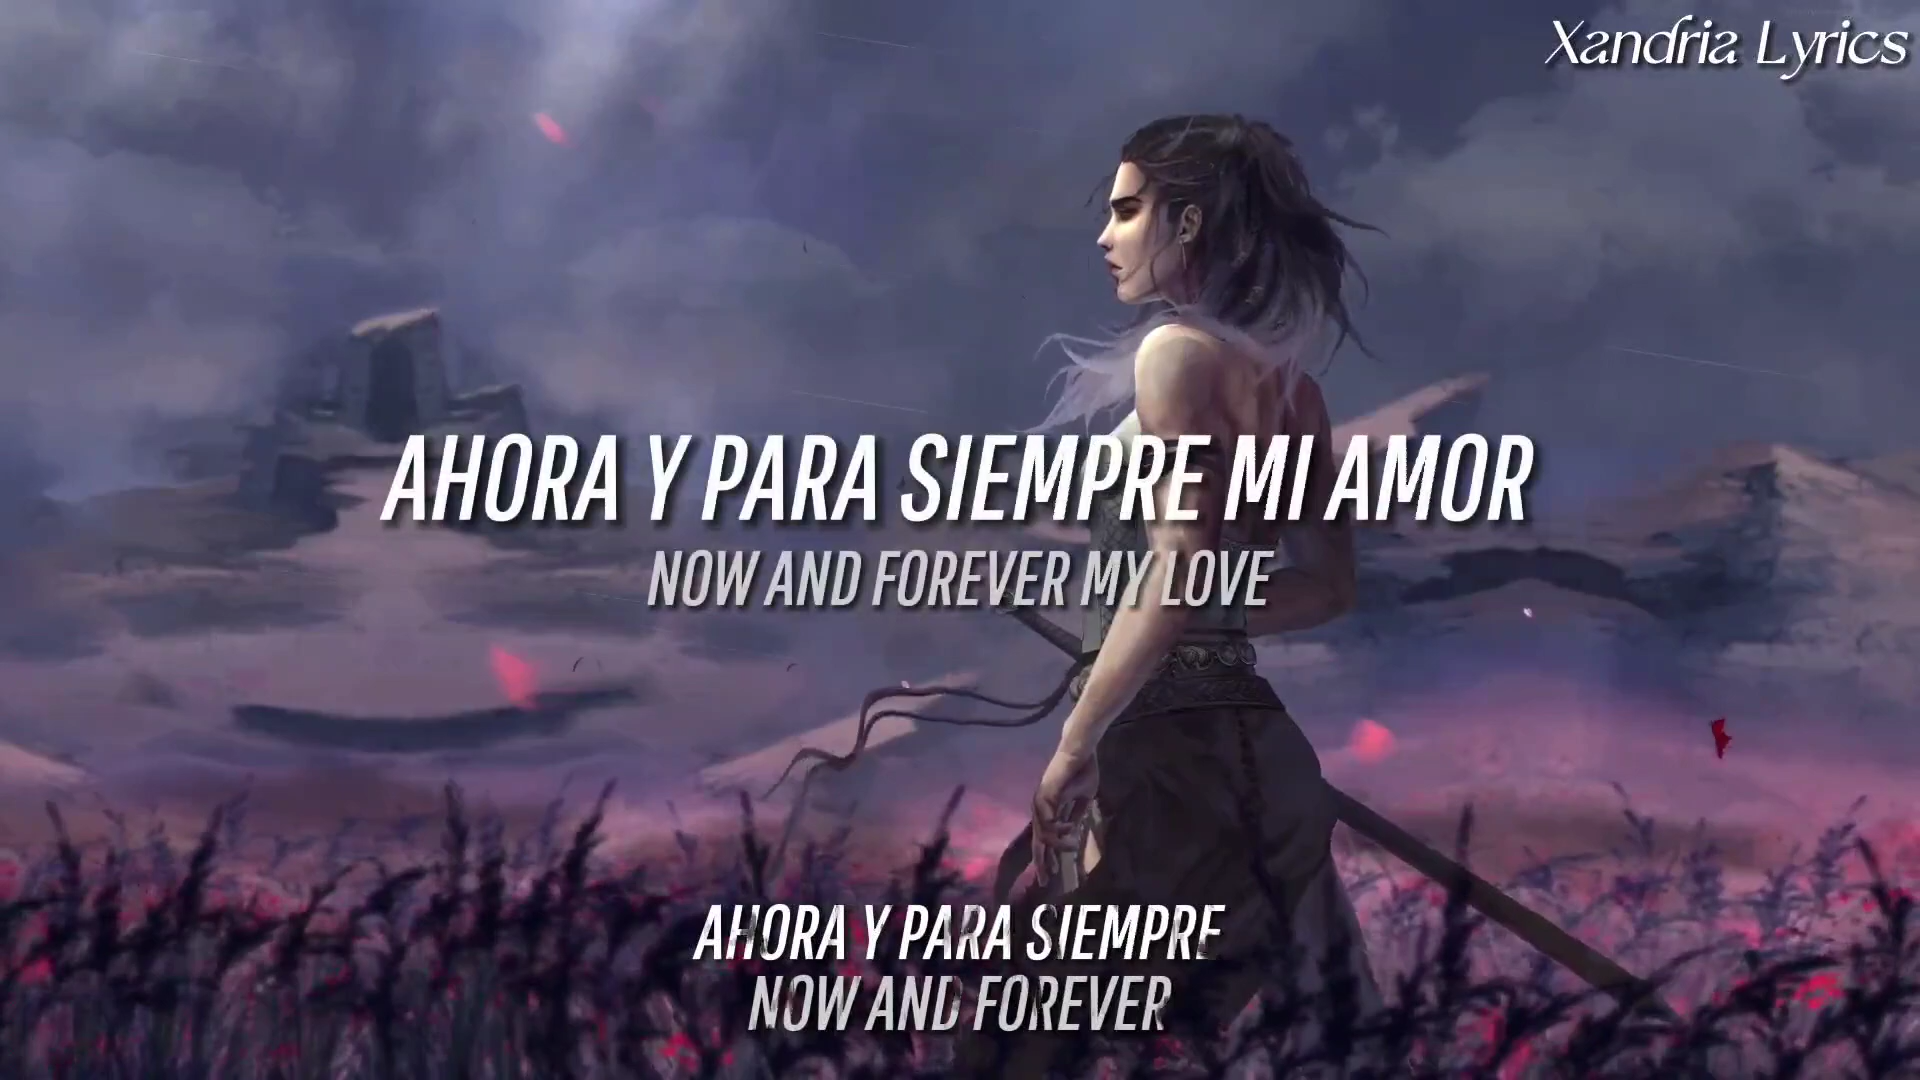 Xandria Lyrics
AHORA Y PARA SIEMPRE MI AMOR
NOW AND FOREVER MY LOVE
AHORA Y PARA SIEMPRE
NOW AND FOREVER